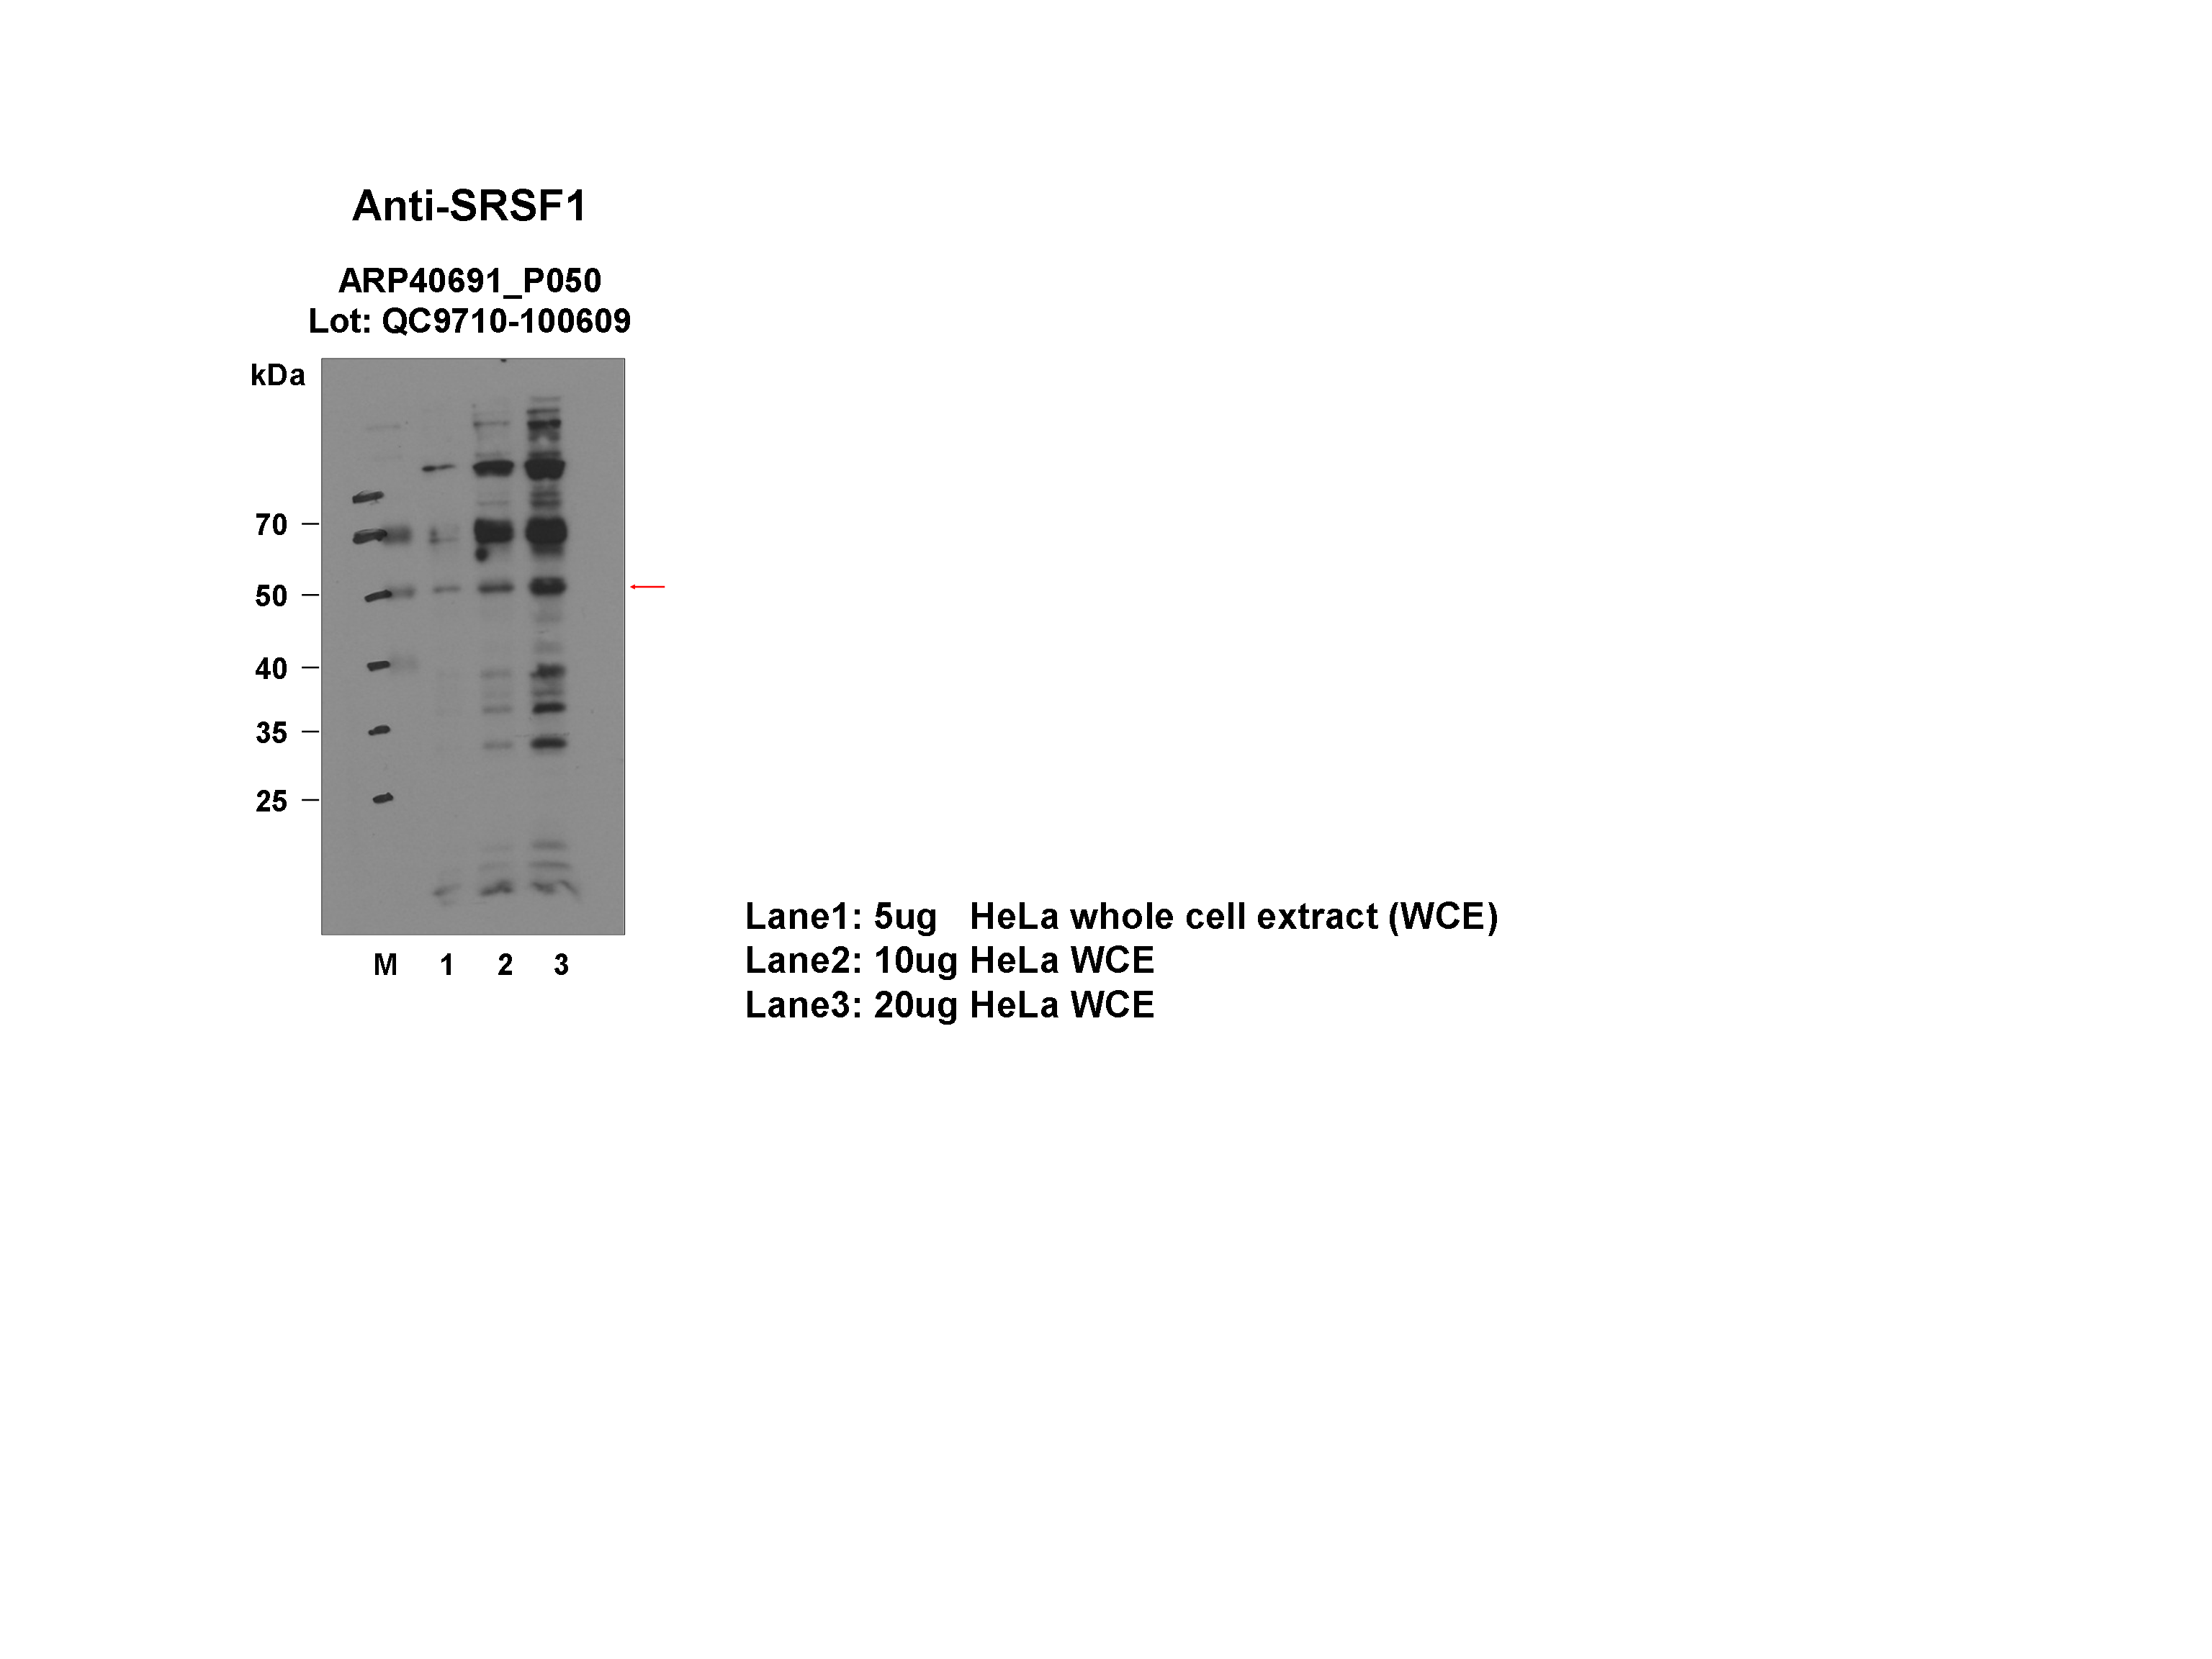 Anti-SRSF1
ARP40691_P050
Lot: QC9710-100609
kDa
70
50
40
35
25
M 1 2 3
Lane1: 5ug HeLa whole cell extract (WCE)
Lane2: 10ug HeLa WCE
Lane3: 20ug HeLa WCE